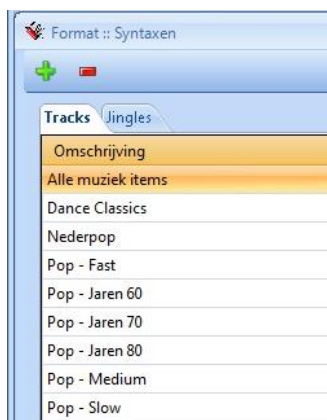 Format :: Syntaxen
Tracks Jingles
Omschrijving
Alle muziek items
Dance Classics
Nederpop
Pop - Fast
Pop - Jaren 60
Pop - Jaren 70
Pop - Jaren 80
Pop - Medium
Pop - Slow